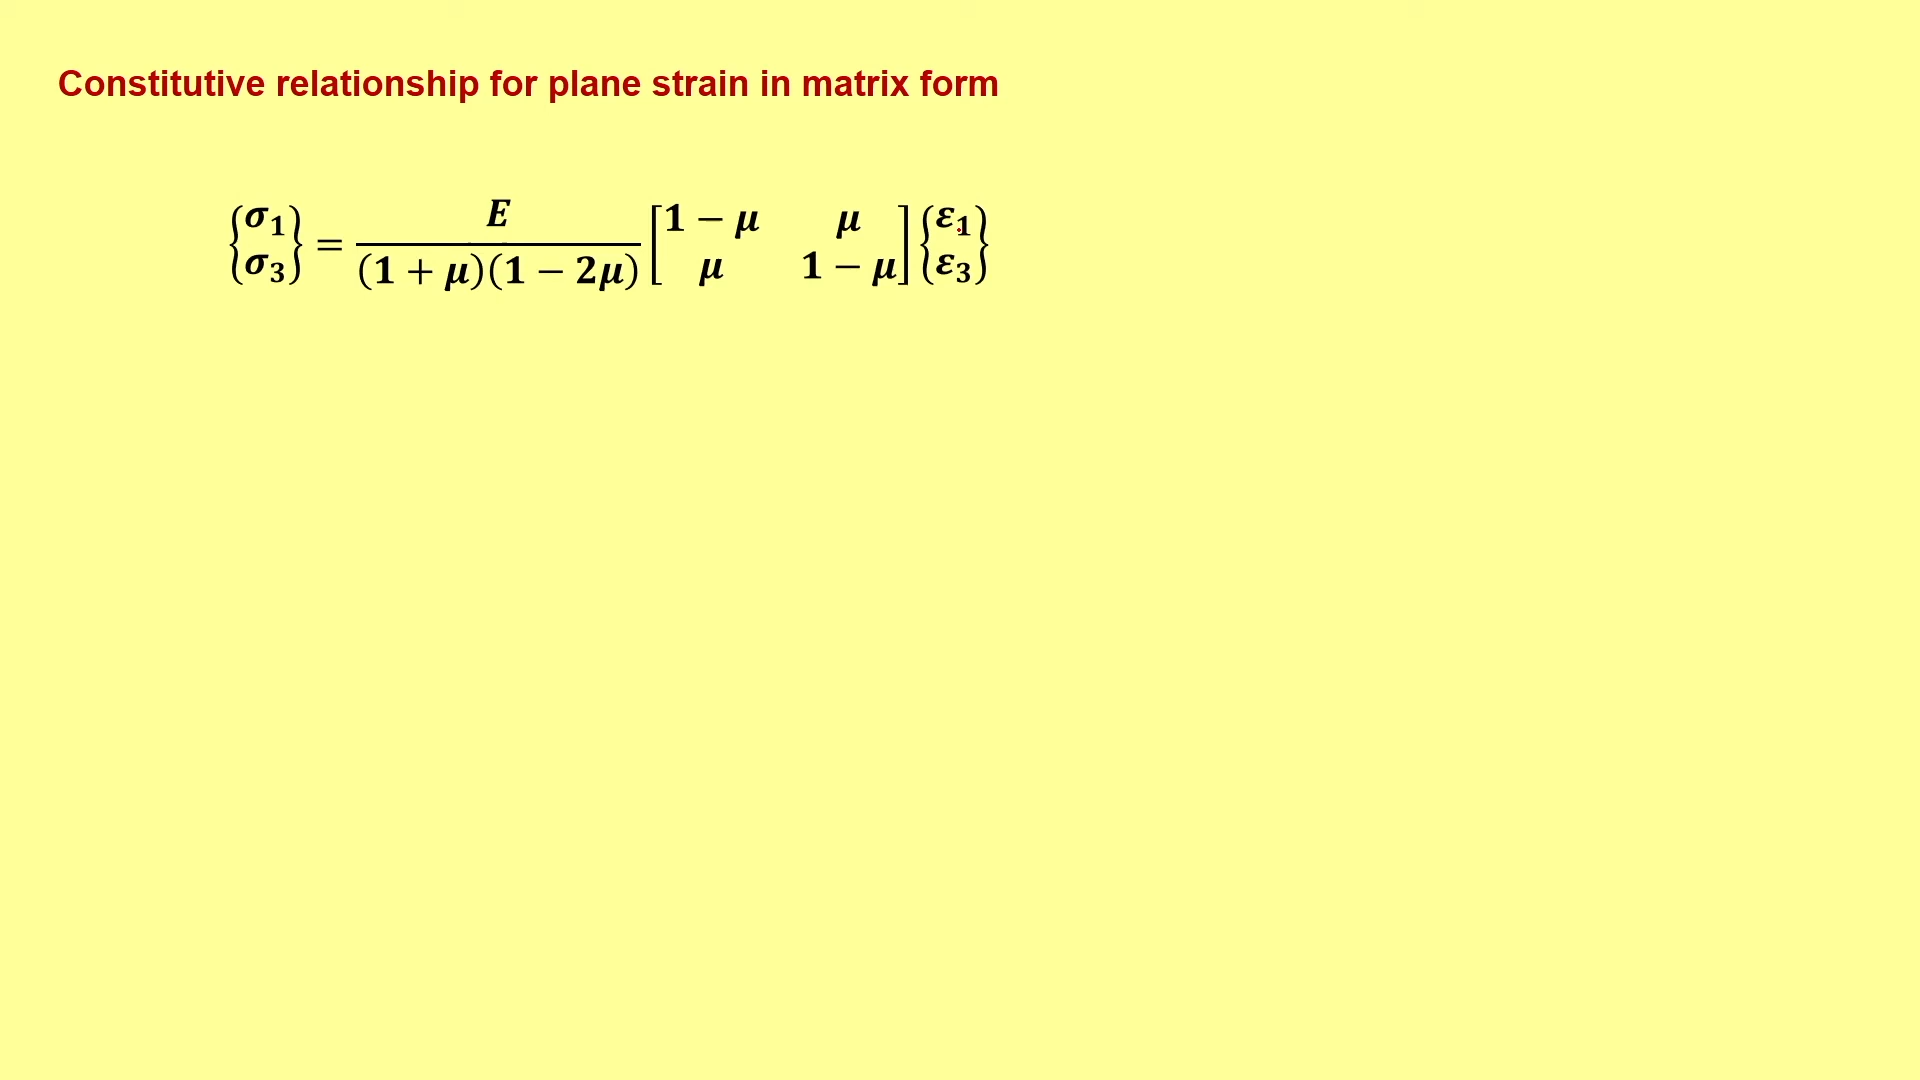 Constitutive relationship for plane strain in matrix form
{σ₁ σ₃} = E / (1 + μ)(1 − 2μ) [1 − μ μ; μ 1 − μ] {ε₁ ε₃}